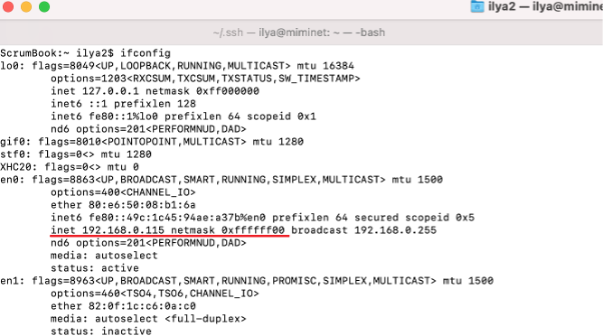 ilya2 — ilya@mimine
~/.ssh — ilya@miminet: ~ — -bash
ScrumBook:~ ilya2$ ifconfig
lo0: flags=8049<UP,LOOPBACK,RUNNING,MULTICAST> mtu 16384
options=1203<RXCSUM,TXCSUM,TXSTATUS,SW_TIMESTAMP>
inet 127.0.0.1 netmask 0xff000000
inet6 ::1 prefixlen 128
inet6 fe80::1%lo0 prefixlen 64 scopeid 0x1
nd6 options=201<PERFORMNUD,DAD>
gif0: flags=8010<POINTOPOINT,MULTICAST> mtu 1280
stf0: flags=0<> mtu 1280
XHC20: flags=0<> mtu 0
en0: flags=8863<UP,BROADCAST,SMART,RUNNING,SIMPLEX,MULTICAST> mtu 1500
options=400<CHANNEL_IO>
ether 80:e6:50:08:b1:6a
inet6 fe80::49c:1c45:94ae:a37b%en0 prefixlen 64 secured scopeid 0x5
inet 192.168.0.115 netmask 0xffffff00 broadcast 192.168.0.255
nd6 options=201<PERFORMNUD,DAD>
media: autoselect
status: active
en1: flags=8963<UP,BROADCAST,SMART,RUNNING,PROMISC,SIMPLEX,MULTICAST> mtu 1500
options=460<TSO4,TSO6,CHANNEL_IO>
ether 82:0f:1c:c6:0a:c0
media: autoselect <full-duplex>
status: inactive